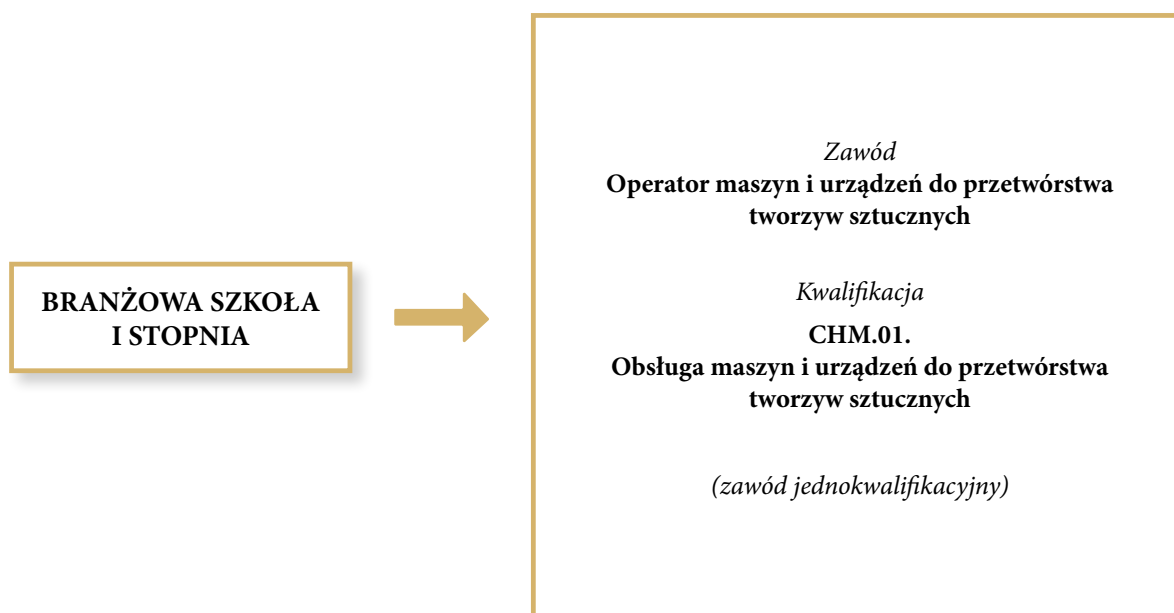 BRANŻOWA SZKOŁA
I STOPNIA
Zawód
Operator maszyn i urządzeń do przetwórstwa
tworzyw sztucznych
Kwalifikacja
CHM.01.
Obsługa maszyn i urządzeń do przetwórstwa
tworzyw sztucznych
(zawód jednokwalifikacyjny)